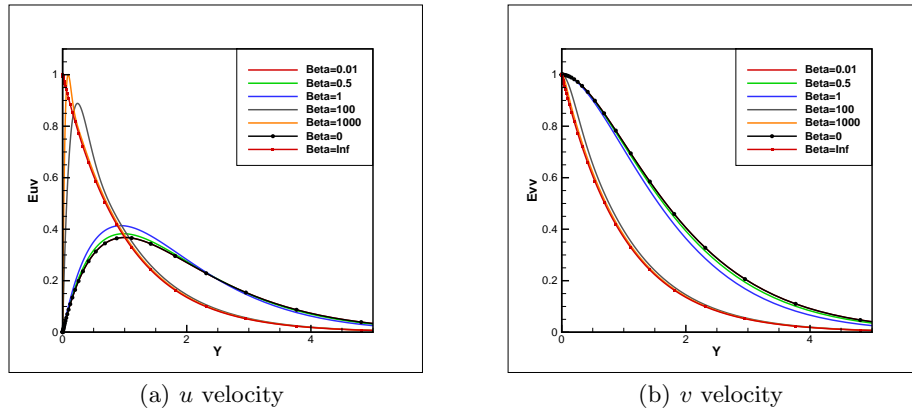 Beta=0.01
Beta=0.5
Beta=1
Beta=100
Beta=1000
Beta=0
Beta=Inf
Euv
1
0.8
0.6
0.4
0.2
0
0 2 4
Y
(a) u velocity
Beta=0.01
Beta=0.5
Beta=1
Beta=100
Beta=1000
Beta=0
Beta=Inf
Evv
1
0.8
0.6
0.4
0.2
0
0 2 4
Y
(b) v velocity